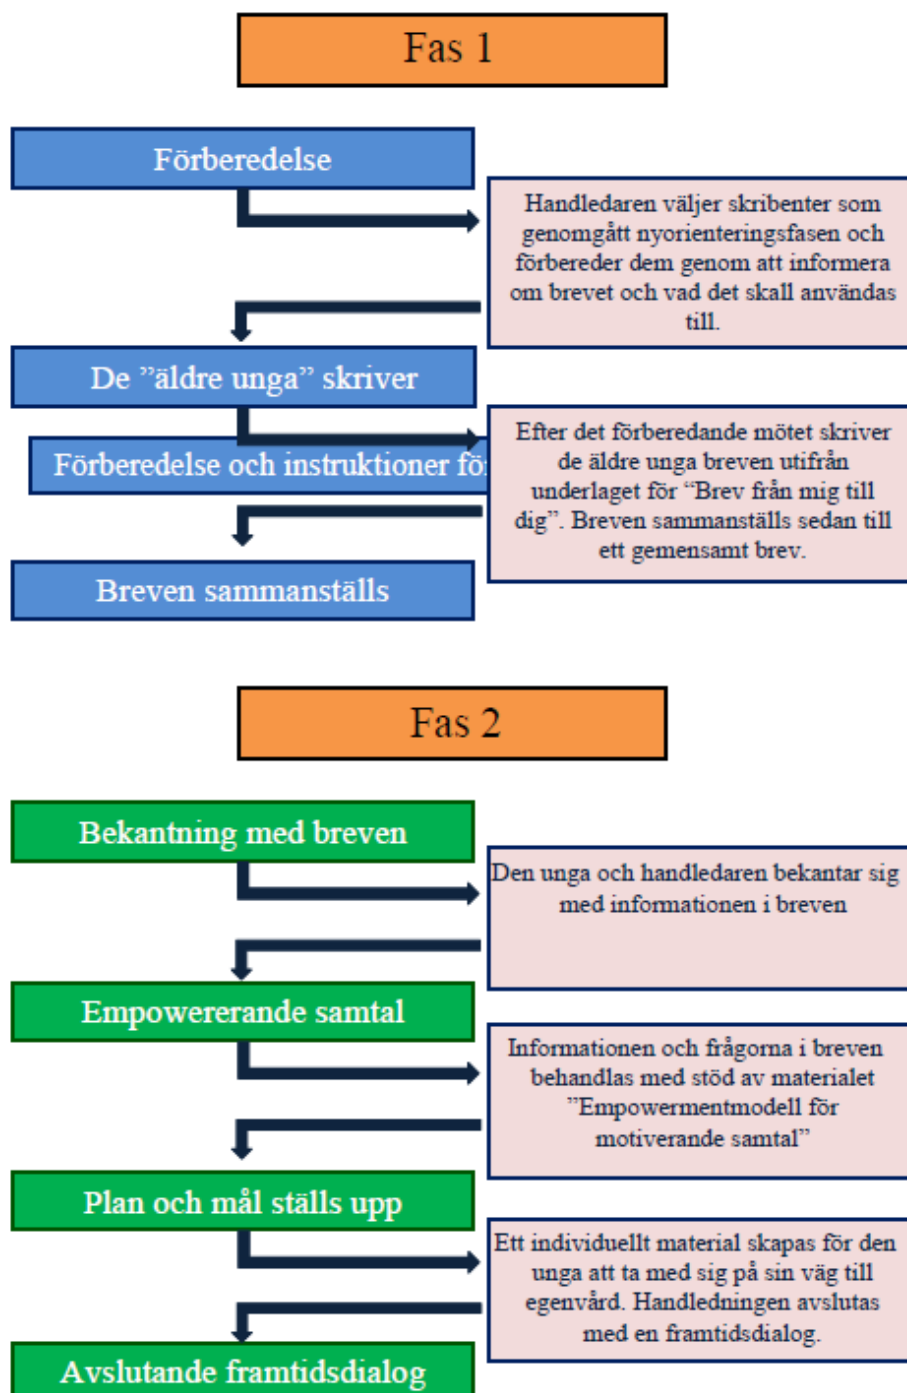 Fas 1
Förberedelse
Handledaren väljer skribenter som
genomgått nyorienteringsfasen och
förbereder dem genom att informera
om brevet och vad det skall användas
till.
De ”äldre unga” skriver
Efter det förberedande mötet skriver
de äldre unga breven utifrån
underlaget för “Brev från mig till
dig”. Breven sammanställs sedan till
ett gemensamt brev.
Förberedelse och instruktioner för
Breven sammanställs
Fas 2
Bekantning med breven
Den unga och handledaren bekantar sig
med informationen i breven
Empowererande samtal
Informationen och frågorna i breven
behandlas med stöd av materialet
”Empowermentmodell för
motiverande samtal”
Plan och mål ställs upp
Ett individuellt material skapas för den
unga att ta med sig på sin väg till
egenvård. Handledningen avslutas
med en framtidsdialog.
Avslutande framtidsdialog